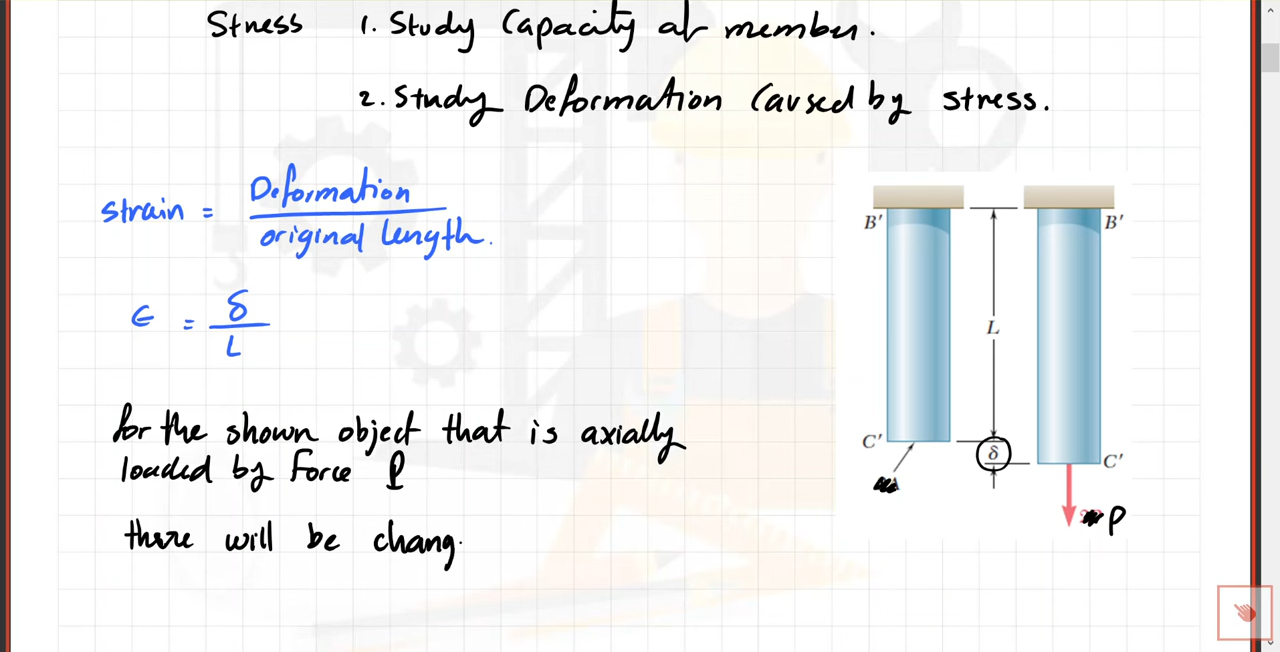 Stress 1. Study Capacity of member.
2. Study Deformation Caused by stress.
strain = Deformation / original length.
ϵ = δ / L
for the shown object that is axially
loaded by Force P
there will be chang
B' B'
L
C' δ C'
P